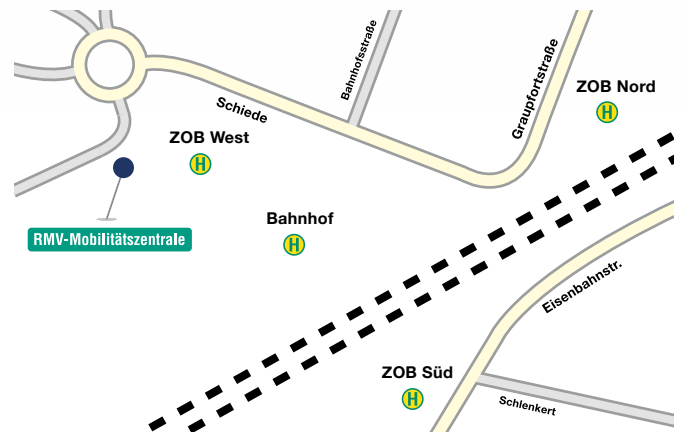 Bahnhofsstraße
Graupfortstraße
ZOB Nord
H
Schiede
ZOB West
H
Bahnhof
H
RMV-Mobilitätszentrale
Eisenbahnstr.
ZOB Süd
H
Schlenkert